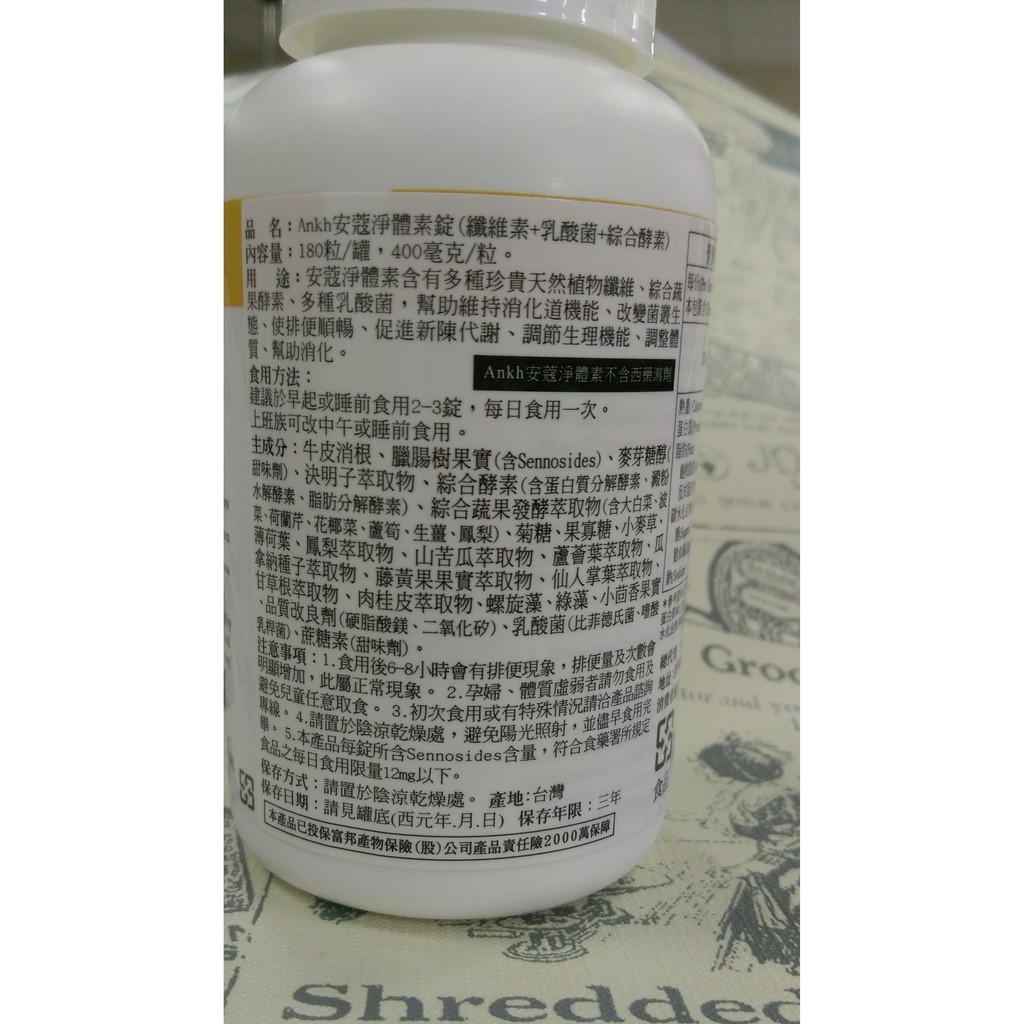 品　名：Ankh安蔻淨體素錠(纖維素+乳酸菌+綜合酵素)
內容量：180粒/罐，400毫克/粒。
用　途：安蔻淨體素含有多種珍貴天然植物纖維、綜合蔬
果酵素、多種乳酸菌，幫助維持消化道機能、改變菌叢生
態、使排便順暢、促進新陳代謝、調節生理機能、調整體
質、幫助消化。
Ankh安蔻淨體素不含西藥瀉劑
食用方法：
建議於早起或睡前食用2-3錠，每日食用一次。
上班族可改中午或睡前食用。
主成分：牛皮消根、臘腸樹果實(含Sennosides)、麥芽糖醇(
甜味劑)、決明子萃取物、綜合酵素(含蛋白質分解酵素、澱粉
水解酵素、脂肪分解酵素)、綜合蔬果發酵萃取物(含大白菜、波
菜、荷蘭芹、花椰菜、蘆筍、生薑、鳳梨)、菊糖、果寡糖、小麥草、
薄荷葉、鳳梨萃取物、山苦瓜萃取物、蘆薈葉萃取物、瓜
拿納種子萃取物、藤黃果果實萃取物、仙人掌葉萃取物、
甘草根萃取物、肉桂皮萃取物、螺旋藻、綠藻、小茴香果實
、品質改良劑(硬脂酸鎂、二氧化矽)、乳酸菌(比菲德氏菌、嗜酸
乳桿菌)、蔗糖素(甜味劑)。
注意事項：1.食用後6-8小時會有排便現象，排便量及次數會
明顯增加，此屬正常現象。 2.孕婦、體質虛弱者請勿食用及
避免兒童任意取食。 3.初次食用或有特殊情況請洽產品諮詢
專線。 4.請置於陰涼乾燥處，避免陽光照射，並儘早食用完
畢。5.本產品每錠所含Sennosides含量，符合食藥署所規定
食品之每日食用限量12mg以下。
保存方式：請置於陰涼乾燥處。 產地：台灣
保存日期：請見罐底(西元年.月.日) 保存年限：三年
本產品已投保富邦產物保險(股)公司產品責任險2000萬保障
每份
本包裝含
熱量
蛋白質
脂肪
Sodium
總代理
地址
Groc
Shredded